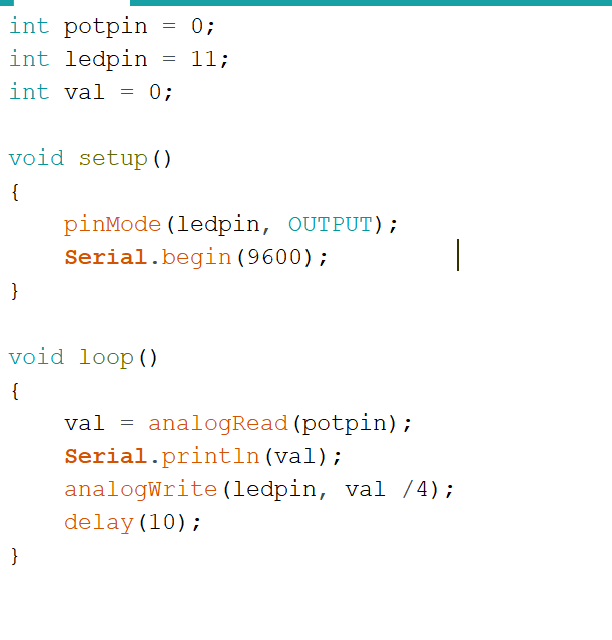 int potpin = 0;
int ledpin = 11;
int val = 0;
void setup()
{
pinMode(ledpin, OUTPUT);
Serial.begin(9600);
}
void loop()
{
val = analogRead(potpin);
Serial.println(val);
analogWrite(ledpin, val /4);
delay(10);
}